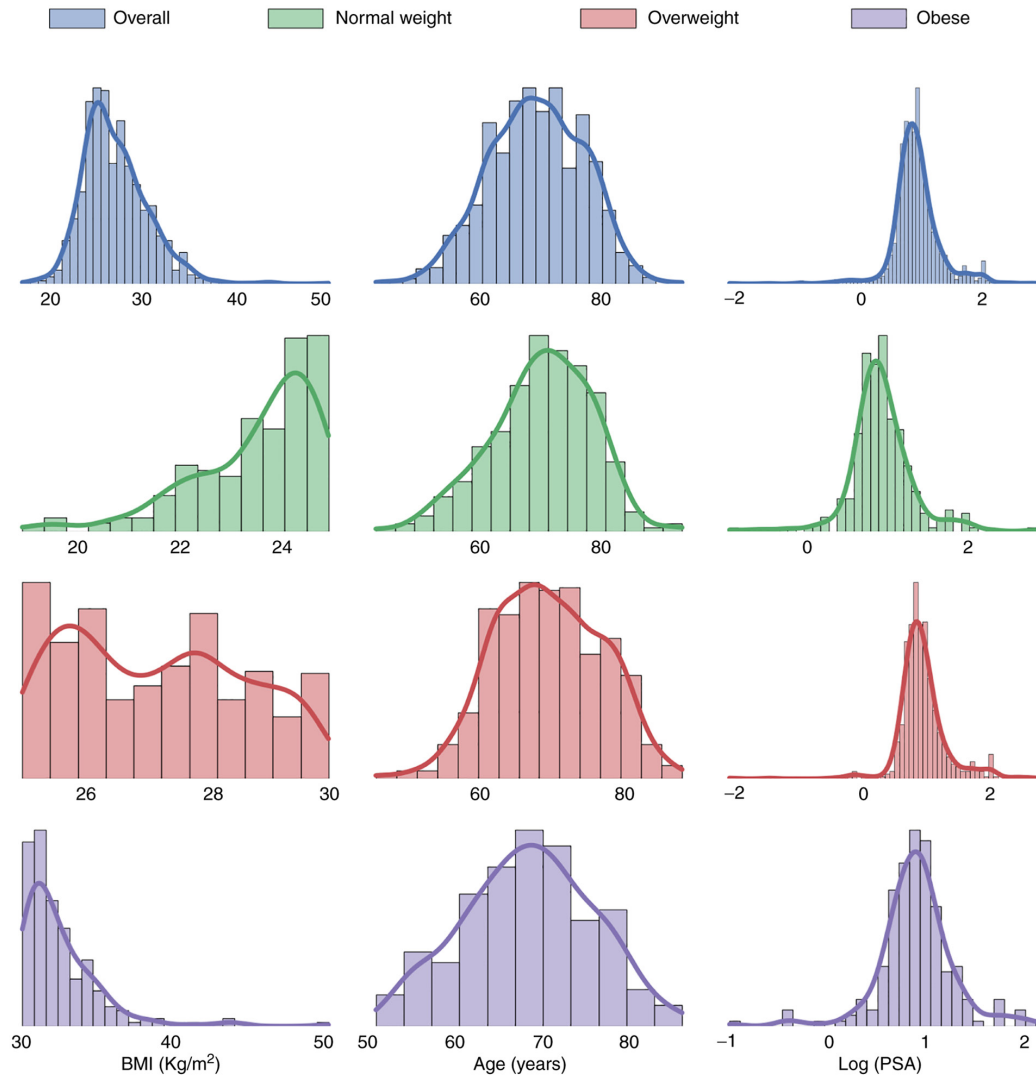 Overall Normal weight Overweight Obese
20 30 40 50 60 80 −2 0 2
20 22 24 60 80 0 2
26 28 30 60 80 −2 0 2
30 40 50 50 60 70 80 −1 0 1 2
BMI (Kg/m²) Age (years) Log (PSA)